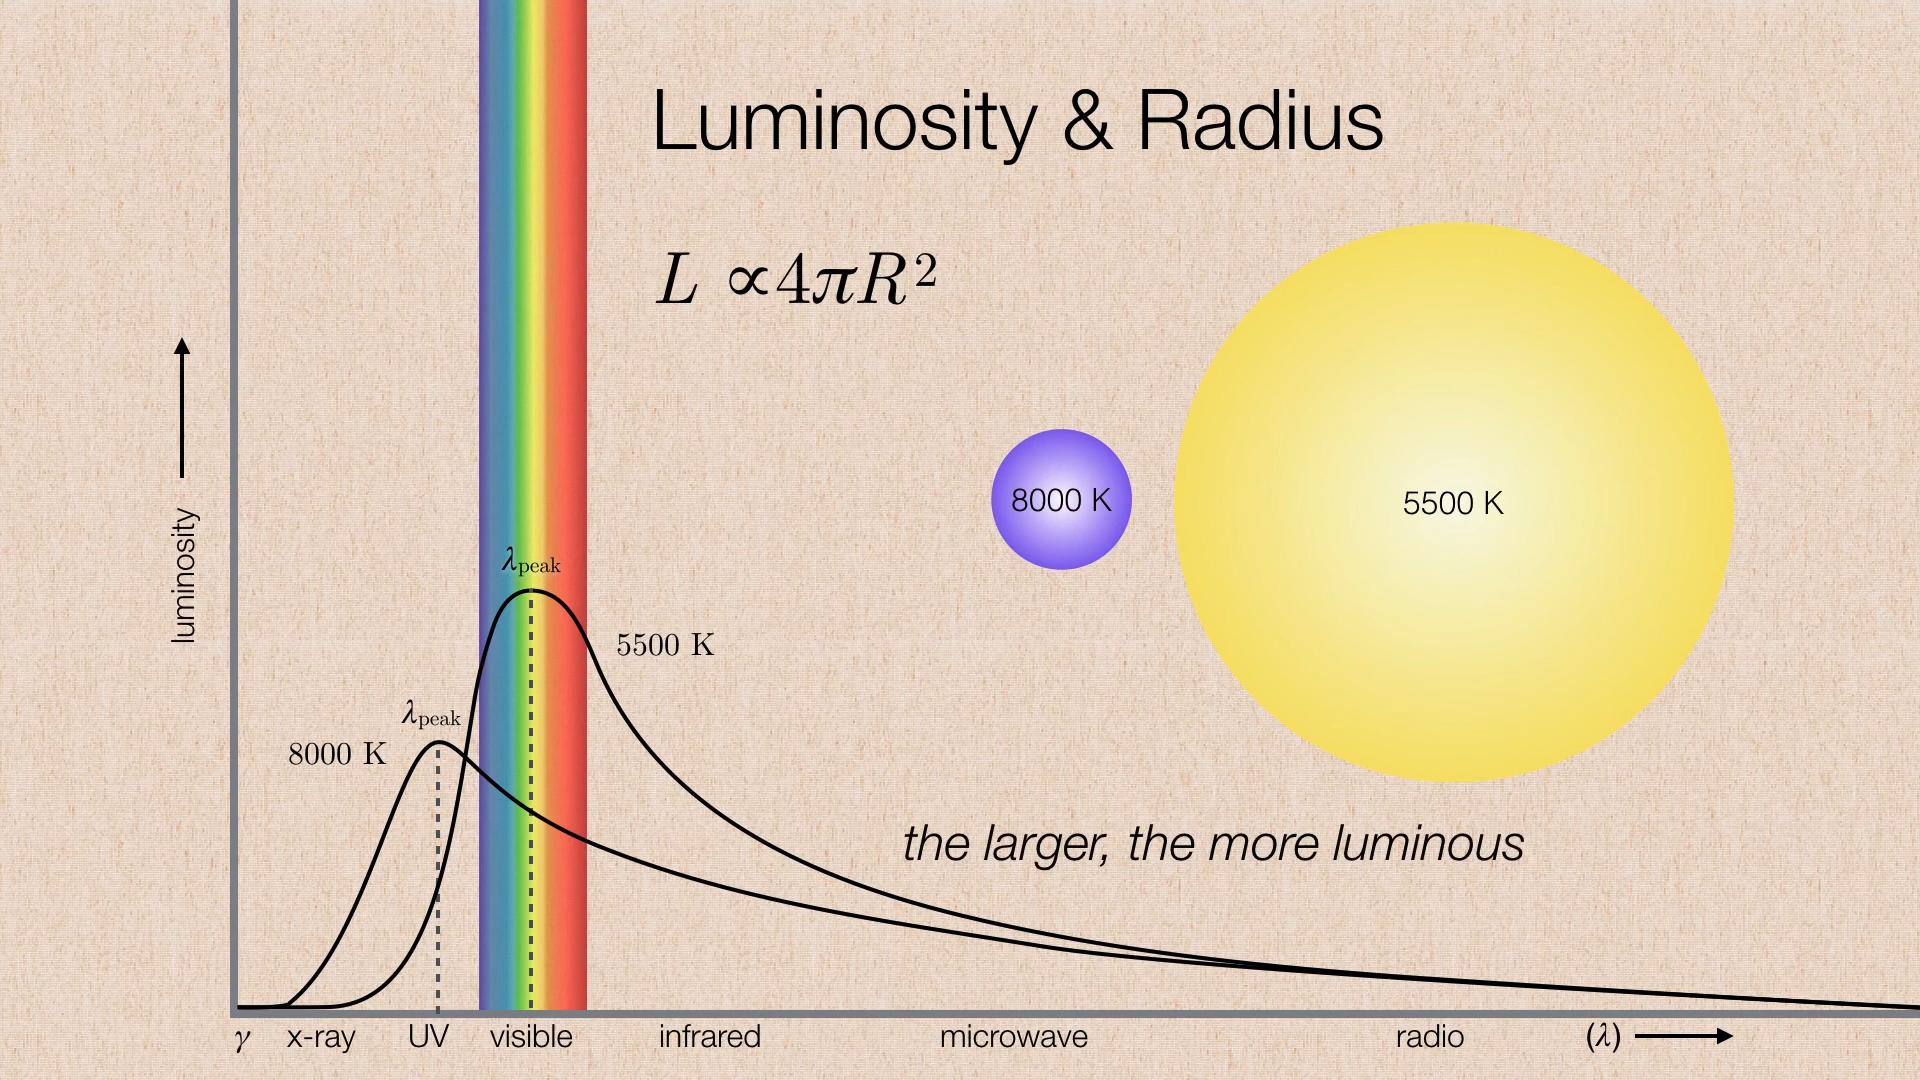 Luminosity & Radius
L ∝4πR²
8000 K
5500 K
luminosity
λpeak
5500 K
λpeak
8000 K
the larger, the more luminous
γ x-ray UV visible infrared microwave radio (λ)